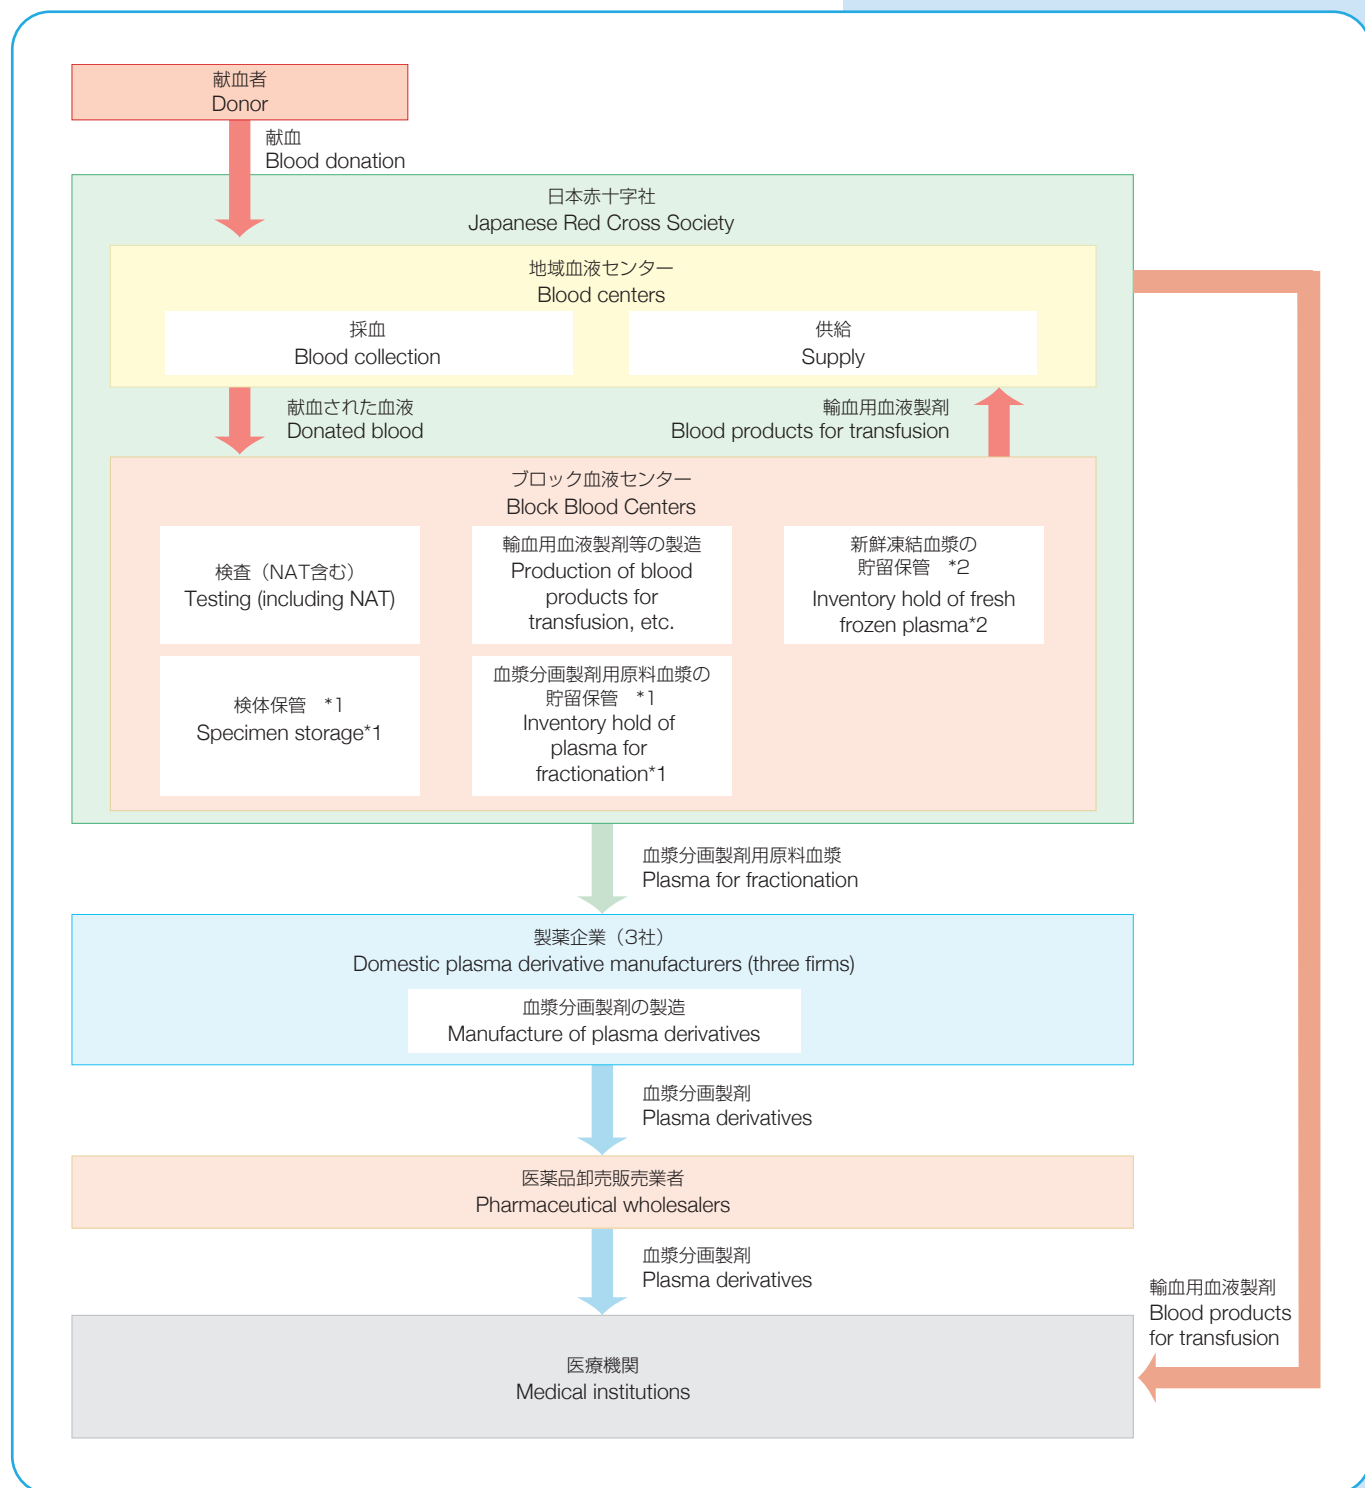 献血者
Donor
献血
Blood donation
日本赤十字社
Japanese Red Cross Society
地域血液センター
Blood centers
採血
Blood collection
供給
Supply
献血された血液
Donated blood
輸血用血液製剤
Blood products for transfusion
ブロック血液センター
Block Blood Centers
検査（NAT含む）
Testing (including NAT)
輸血用血液製剤等の製造
Production of blood
products for
transfusion, etc.
新鮮凍結血漿の
貯留保管 *2
Inventory hold of fresh
frozen plasma*2
検体保管 *1
Specimen storage*1
血漿分画製剤用原料血漿の
貯留保管 *1
Inventory hold of
plasma for
fractionation*1
血漿分画製剤用原料血漿
Plasma for fractionation
製薬企業（3社）
Domestic plasma derivative manufacturers (three firms)
血漿分画製剤の製造
Manufacture of plasma derivatives
血漿分画製剤
Plasma derivatives
医薬品卸売販売業者
Pharmaceutical wholesalers
血漿分画製剤
Plasma derivatives
輸血用血液製剤
Blood products
for transfusion
医療機関
Medical institutions